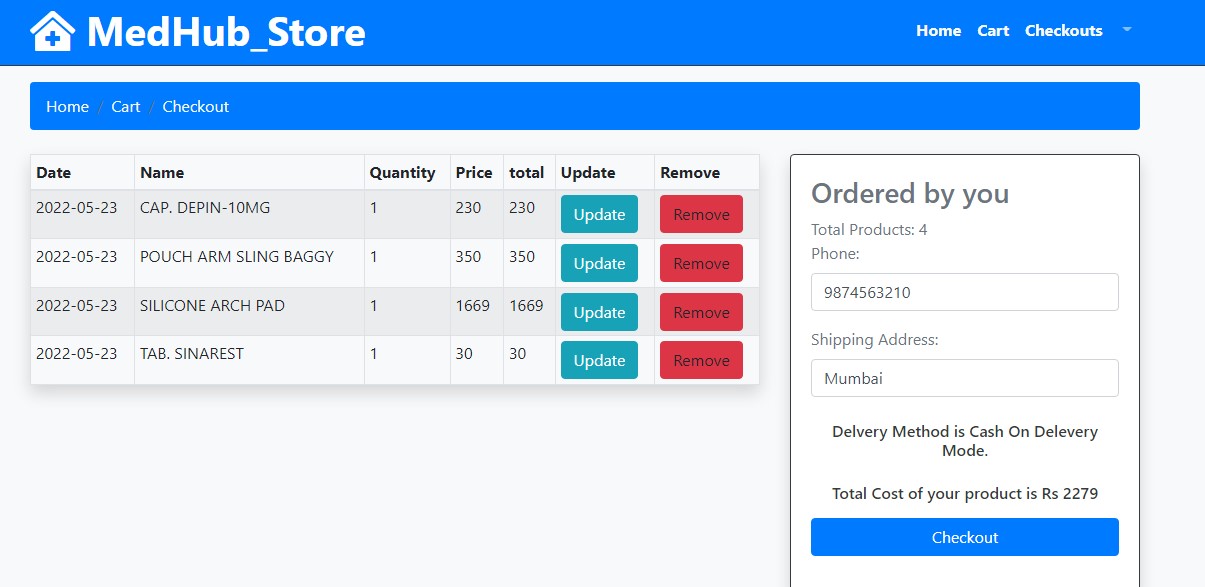 MedHub_Store
Home Cart Checkouts
Home / Cart / Checkout
Date Name Quantity Price total Update Remove
2022-05-23 CAP. DEPIN-10MG 1 230 230 Update Remove
2022-05-23 POUCH ARM SLING BAGGY 1 350 350 Update Remove
2022-05-23 SILICONE ARCH PAD 1 1669 1669 Update Remove
2022-05-23 TAB. SINAREST 1 30 30 Update Remove
Ordered by you
Total Products: 4
Phone:
9874563210
Shipping Address:
Mumbai
Delvery Method is Cash On Delevery
Mode.
Total Cost of your product is Rs 2279
Checkout